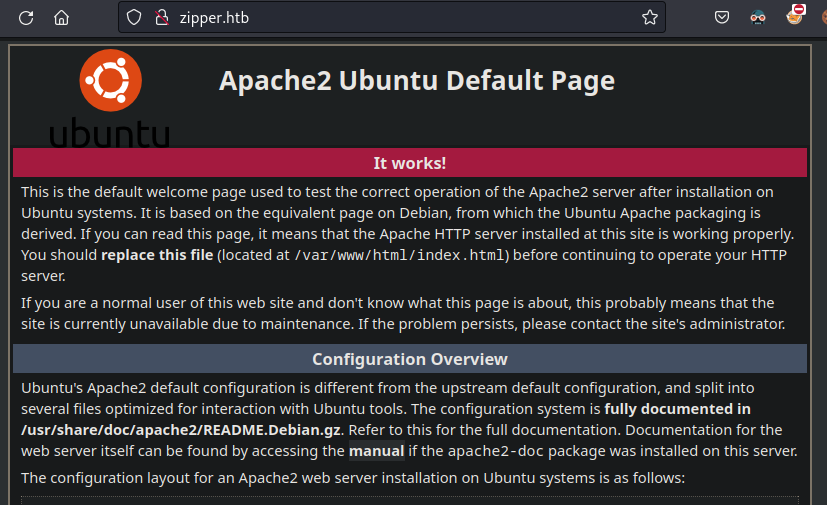 zipper.htb
ubuntu
Apache2 Ubuntu Default Page
It works!
This is the default welcome page used to test the correct operation of the Apache2 server after installation on
Ubuntu systems. It is based on the equivalent page on Debian, from which the Ubuntu Apache packaging is
derived. If you can read this page, it means that the Apache HTTP server installed at this site is working properly.
You should replace this file (located at /var/www/html/index.html) before continuing to operate your HTTP
server.
If you are a normal user of this web site and don't know what this page is about, this probably means that the
site is currently unavailable due to maintenance. If the problem persists, please contact the site's administrator.
Configuration Overview
Ubuntu's Apache2 default configuration is different from the upstream default configuration, and split into
several files optimized for interaction with Ubuntu tools. The configuration system is fully documented in
/usr/share/doc/apache2/README.Debian.gz. Refer to this for the full documentation. Documentation for the
web server itself can be found by accessing the manual if the apache2-doc package was installed on this server.
The configuration layout for an Apache2 web server installation on Ubuntu systems is as follows: